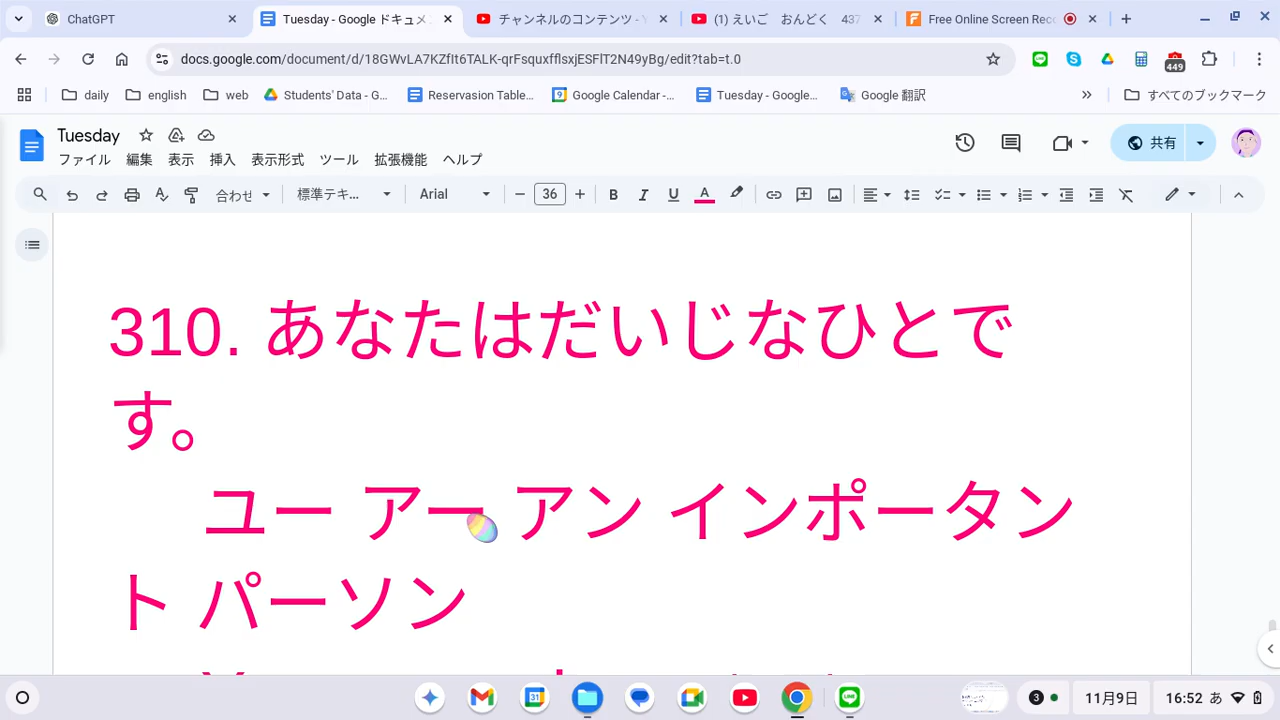 ChatGPT
Tuesday - Google ドキュメ
チャンネルのコンテンツ -
(1) えいご おんどく 437
Free Online Screen Reco
docs.google.com/document/d/
edit?tab=t.0
449
daily
english
web
Students' Data - G...
Reservasion Table...
Google Calendar -...
Tuesday - Google...
Google 翻訳
すべてのブックマーク
Tuesday
ファイル 編集 表示 挿入 表示形式 ツール 拡張機能 ヘルプ
共有
合わせ
標準テキ...
Arial
36
310. あなたはだいじなひとで
す。
ユー アー アン インポータン
ト パーソン
3
11月9日
16:52 あ